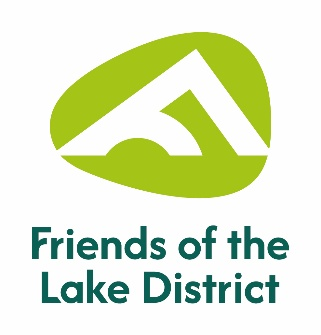 Friends of the
Lake District